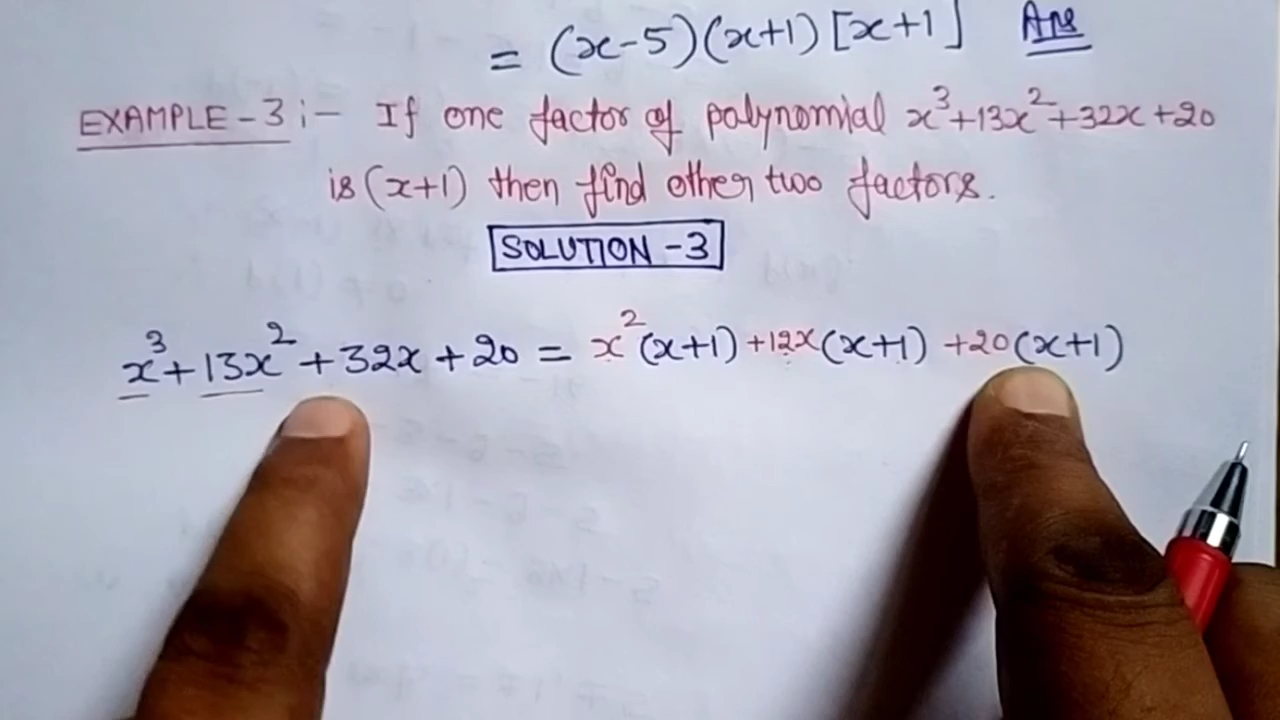 = (x-5)(x+1)[x+1] Ans
EXAMPLE-3:- If one factor of polynomial x³+13x²+32x+20
is (x+1) then find other two factors.
SOLUTION-3
x³+13x²+32x+20 = x²(x+1)+12x(x+1)+20(x+1)